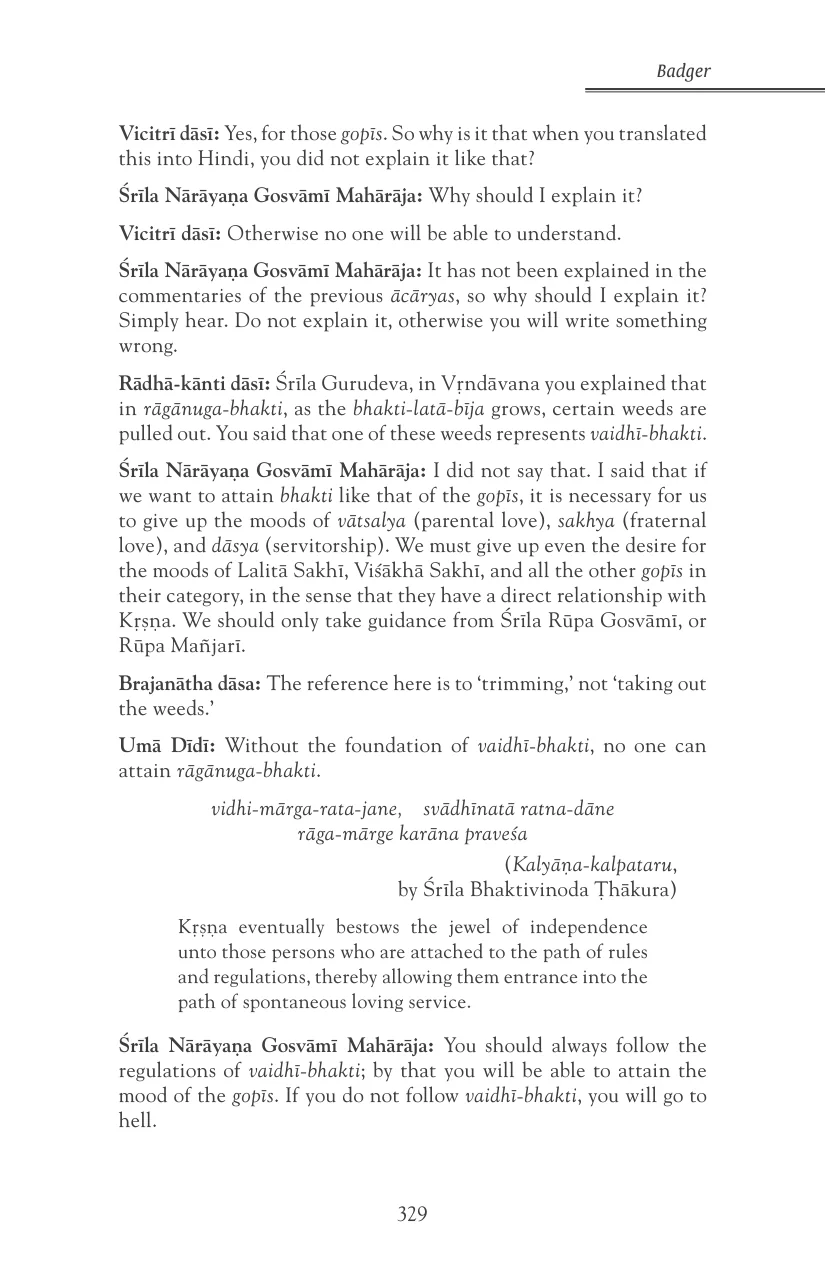 Badger
Vicitrī dāsī: Yes, for those gopīs. So why is it that when you translated
this into Hindi, you did not explain it like that?
Śrīla Nārāyaṇa Gosvāmī Mahārāja: Why should I explain it?
Vicitrī dāsī: Otherwise no one will be able to understand.
Śrīla Nārāyaṇa Gosvāmī Mahārāja: It has not been explained in the
commentaries of the previous ācāryas, so why should I explain it?
Simply hear. Do not explain it, otherwise you will write something
wrong.
Rādhā-kānti dāsī: Śrīla Gurudeva, in Vṛndāvana you explained that
in rāgānuga-bhakti, as the bhakti-latā-bīja grows, certain weeds are
pulled out. You said that one of these weeds represents vaidhī-bhakti.
Śrīla Nārāyaṇa Gosvāmī Mahārāja: I did not say that. I said that if
we want to attain bhakti like that of the gopīs, it is necessary for us
to give up the moods of vātsalya (parental love), sakhya (fraternal
love), and dāsya (servitorship). We must give up even the desire for
the moods of Lalitā Sakhī, Viśākhā Sakhī, and all the other gopīs in
their category, in the sense that they have a direct relationship with
Kṛṣṇa. We should only take guidance from Śrīla Rūpa Gosvāmī, or
Rūpa Mañjarī.
Brajanātha dāsa: The reference here is to ‘trimming,’ not ‘taking out
the weeds.’
Umā Dīdī: Without the foundation of vaidhī-bhakti, no one can
attain rāgānuga-bhakti.
vidhi-mārga-rata-jane, svādhīnatā ratna-dāne
rāga-mārge karāna praveśa
(Kalyāṇa-kalpataru,
by Śrīla Bhaktivinoda Ṭhākura)
Kṛṣṇa eventually bestows the jewel of independence
unto those persons who are attached to the path of rules
and regulations, thereby allowing them entrance into the
path of spontaneous loving service.
Śrīla Nārāyaṇa Gosvāmī Mahārāja: You should always follow the
regulations of vaidhī-bhakti; by that you will be able to attain the
mood of the gopīs. If you do not follow vaidhī-bhakti, you will go to
hell.
329